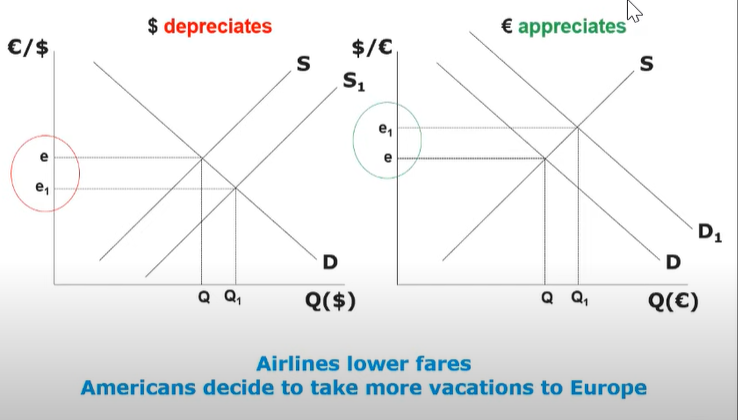 $ depreciates
€/$
S
S₁
e
e₁
D
Q
Q₁
Q($)
€ appreciates
$/€
S
e₁
e
D₁
D
Q
Q₁
Q(€)
Airlines lower fares
Americans decide to take more vacations to Europe